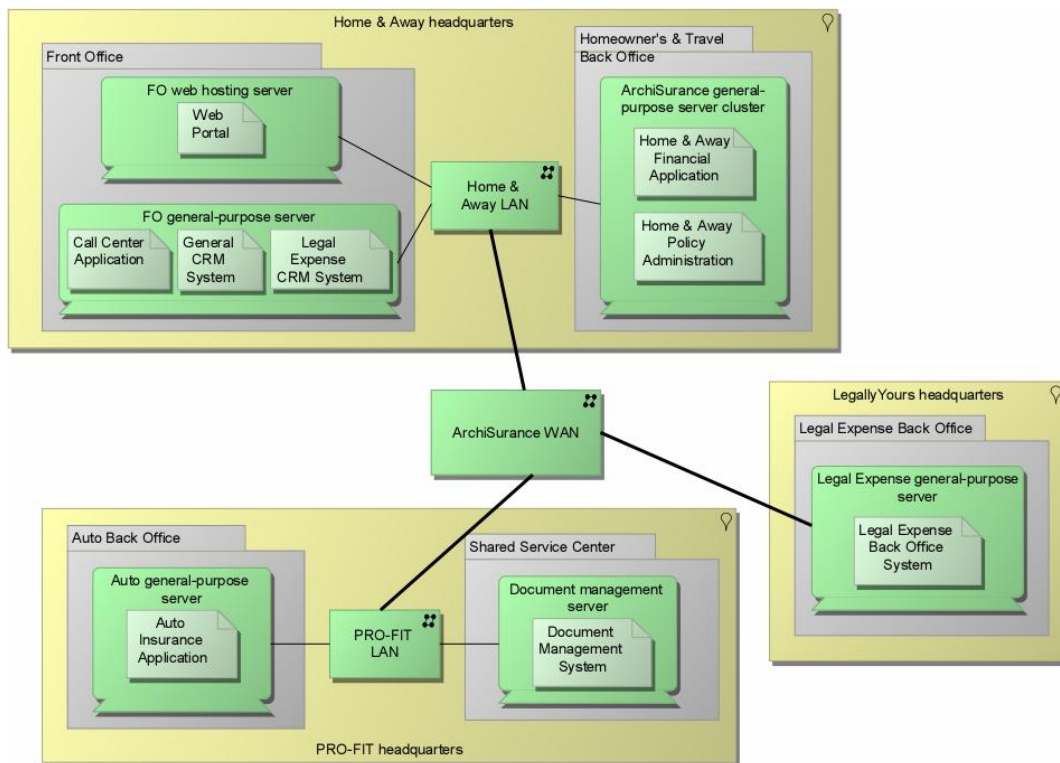 Home & Away headquarters
Front Office
FO web hosting server
Web
Portal
FO general-purpose server
Call Center
Application
General
CRM
System
Legal
Expense
CRM System
Home &
Away LAN
Homeowner's & Travel
Back Office
ArchiSurance general-
purpose server cluster
Home & Away
Financial
Application
Home & Away
Policy
Administration
ArchiSurance WAN
LegallyYours headquarters
Legal Expense Back Office
Legal Expense general-purpose
server
Legal Expense
Back Office
System
Auto Back Office
Auto general-purpose
server
Auto
Insurance
Application
PRO-FIT
LAN
Shared Service Center
Document management
server
Document
Management
System
PRO-FIT headquarters